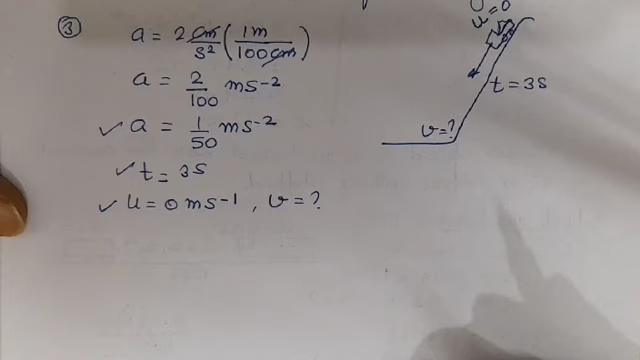 ③ a = 2 cm/s² (1m/100cm)
a = 2/100 ms-2
✓ a = 1/50 ms-2
✓ t = 3s
✓ u = 0 ms-1 , v = ?
u = 0
t = 3s
v = ?